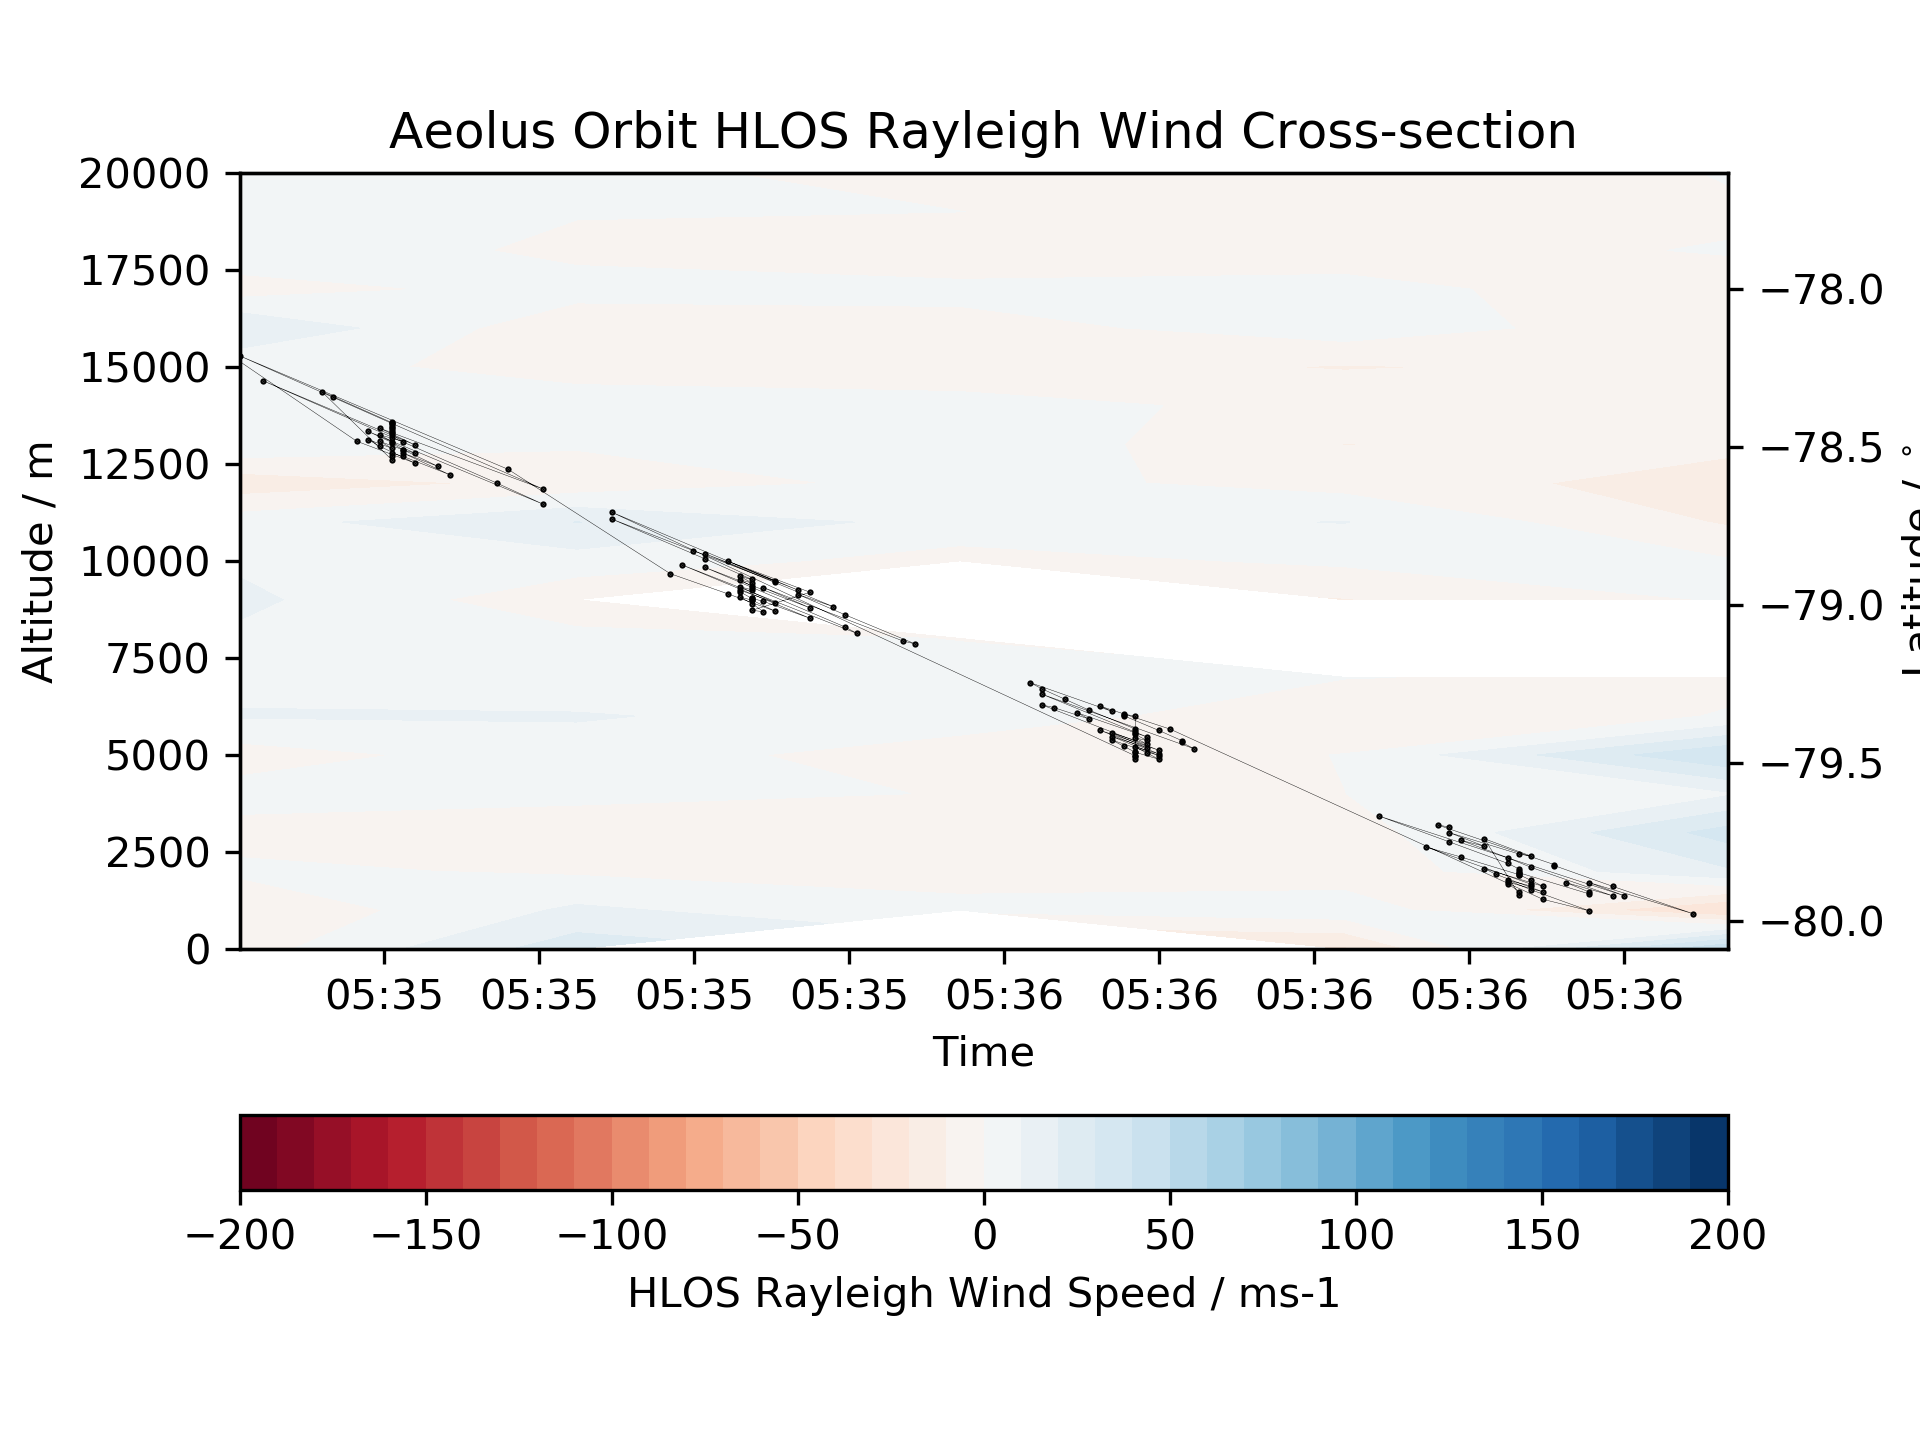 Aeolus Orbit HLOS Rayleigh Wind Cross-section
20000
17500
15000
12500
10000
7500
5000
2500
0
Altitude / m
−78.0
−78.5
−79.0
−79.5
−80.0
Latitude / °
05:35 05:35 05:35 05:35 05:36 05:36 05:36 05:36 05:36
Time
−200 −150 −100 −50 0 50 100 150 200
HLOS Rayleigh Wind Speed / ms-1